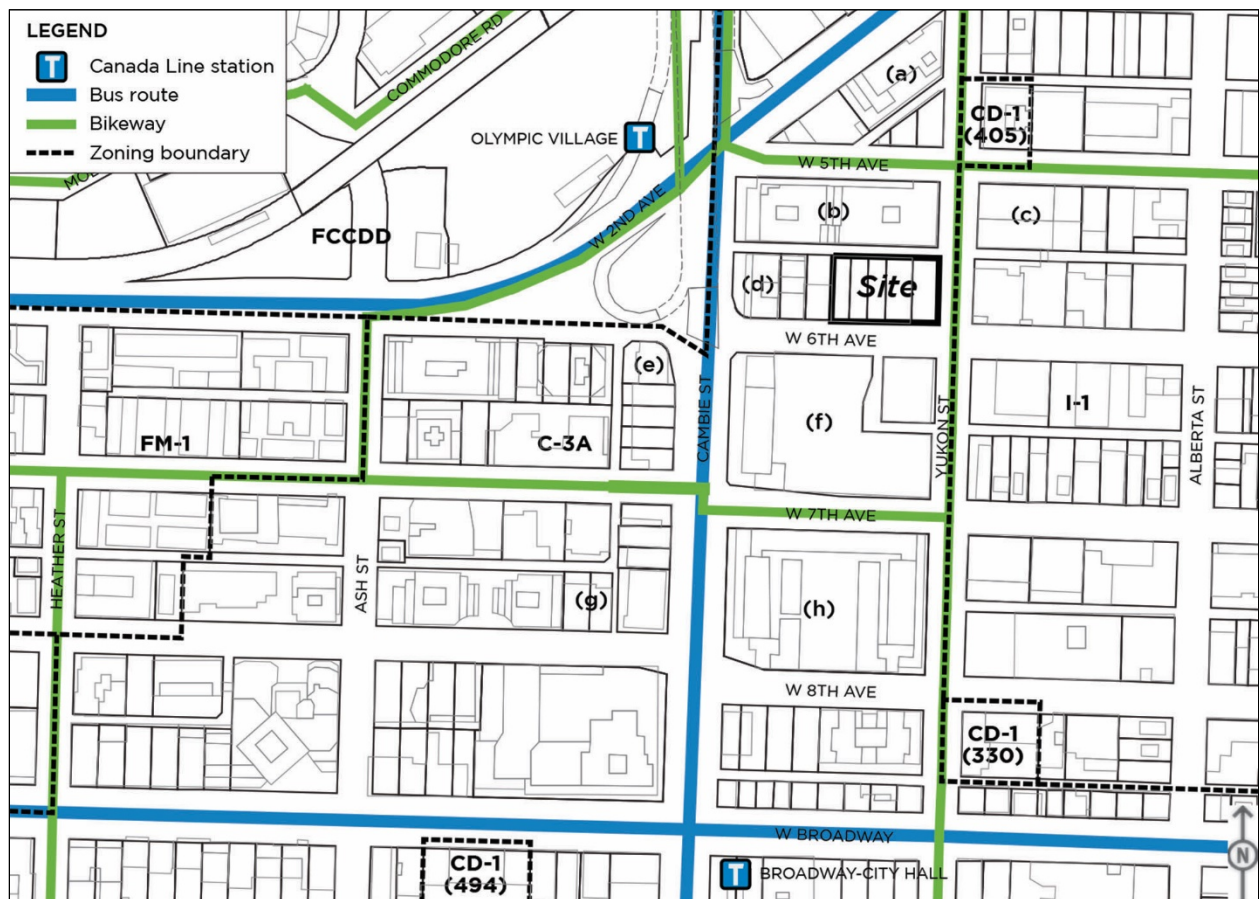 LEGEND
T
Canada Line station
Bus route
Bikeway
Zoning boundary
COMMODORE RD
(a)
CD-1
(405)
OLYMPIC VILLAGE
T
W 5TH AVE
W 2ND AVE
FCCDD
(b)
(c)
(d)
Site
W 6TH AVE
(e)
CAMBIE ST
YUKON ST
ALBERTA ST
I-1
(f)
FM-1
C-3A
W 7TH AVE
HEATHER ST
ASH ST
(g)
(h)
W 8TH AVE
CD-1
(330)
W BROADWAY
CD-1
(494)
T
BROADWAY-CITY HALL
N